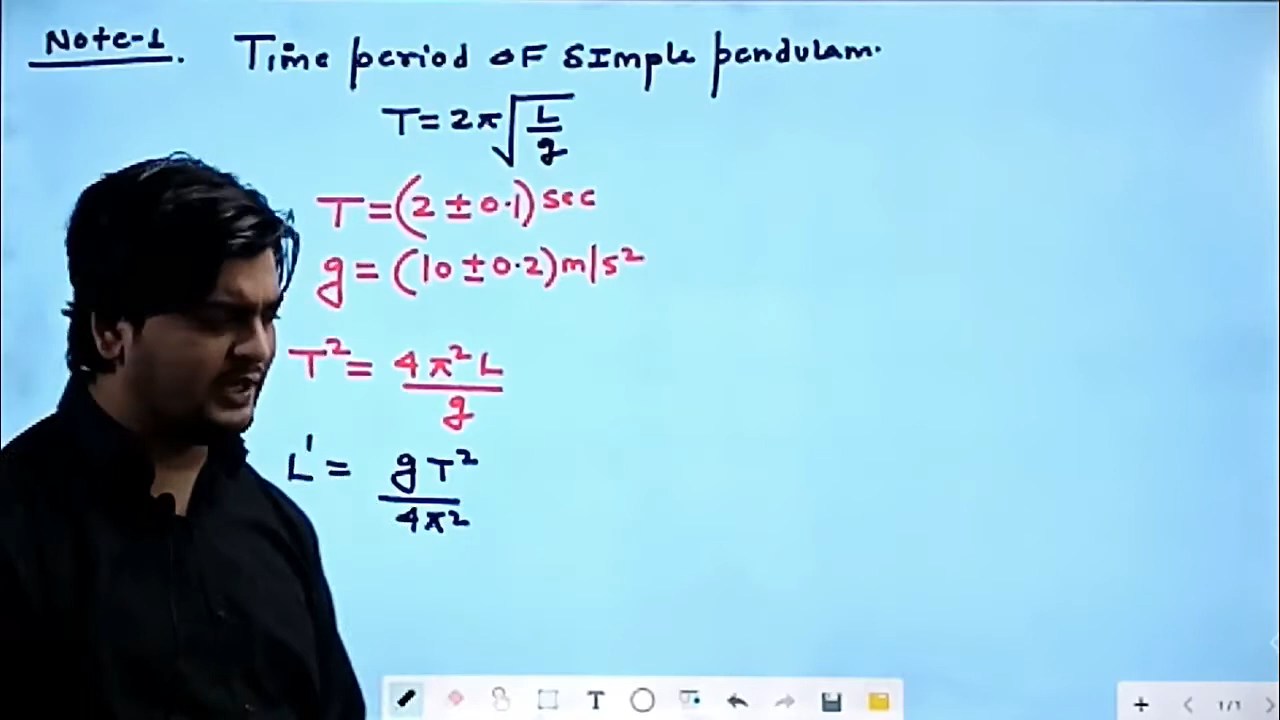 Note-1. Time period OF SImple pendulam.
T=2π√(L/g)
T=(2±0.1)sec
g=(10±0.2)m/s²
T²=4π²L/g
L'=gT²/4π²
T
1/1